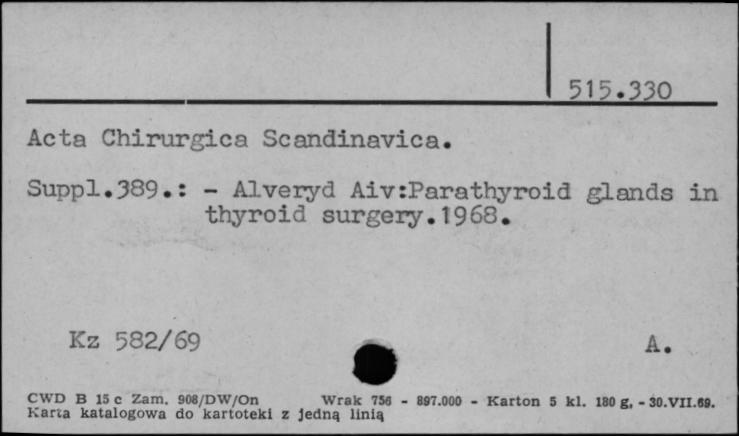 515.330
Acta Chirurgica Scandinavica.
Suppl.389.: - Alveryd Aiv:Parathyroid glands in
thyroid surgery.1968.
Kz 582/69
A.
CWD B 15 c Zam. 908/DW/On Wrak 756 - 897.000 - Karton 5 kl. 180 g, - 30.VII.69.
Karta katalogowa do kartoteki z jedną linią